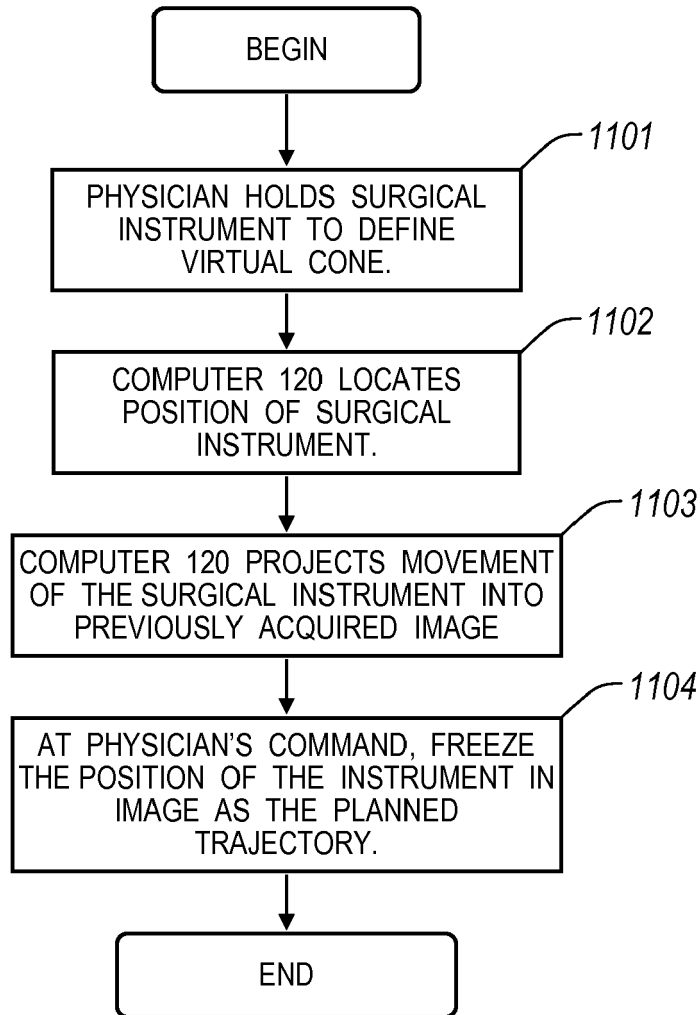 BEGIN
1101
PHYSICIAN HOLDS SURGICAL
INSTRUMENT TO DEFINE
VIRTUAL CONE.
1102
COMPUTER 120 LOCATES
POSITION OF SURGICAL
INSTRUMENT.
1103
COMPUTER 120 PROJECTS MOVEMENT
OF THE SURGICAL INSTRUMENT INTO
PREVIOUSLY ACQUIRED IMAGE
1104
AT PHYSICIAN'S COMMAND, FREEZE
THE POSITION OF THE INSTRUMENT IN
IMAGE AS THE PLANNED
TRAJECTORY.
END